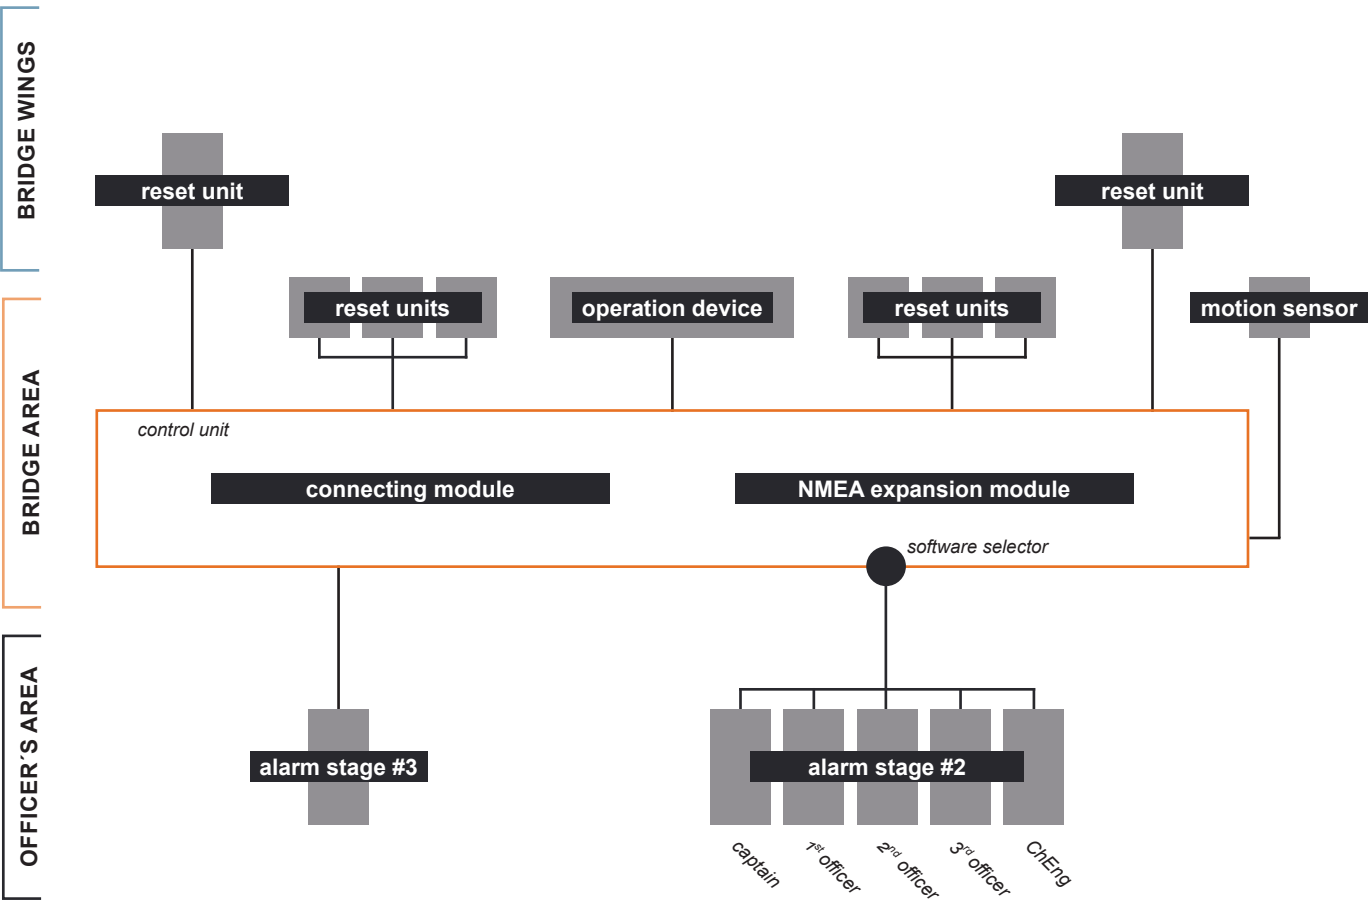 BRIDGE WINGS
reset unit
reset unit
BRIDGE AREA
reset units
operation device
reset units
motion sensor
control unit
connecting module
NMEA expansion module
software selector
OFFICER´S AREA
alarm stage #3
alarm stage #2
captain
1st officer
2nd officer
3rd officer
ChEng